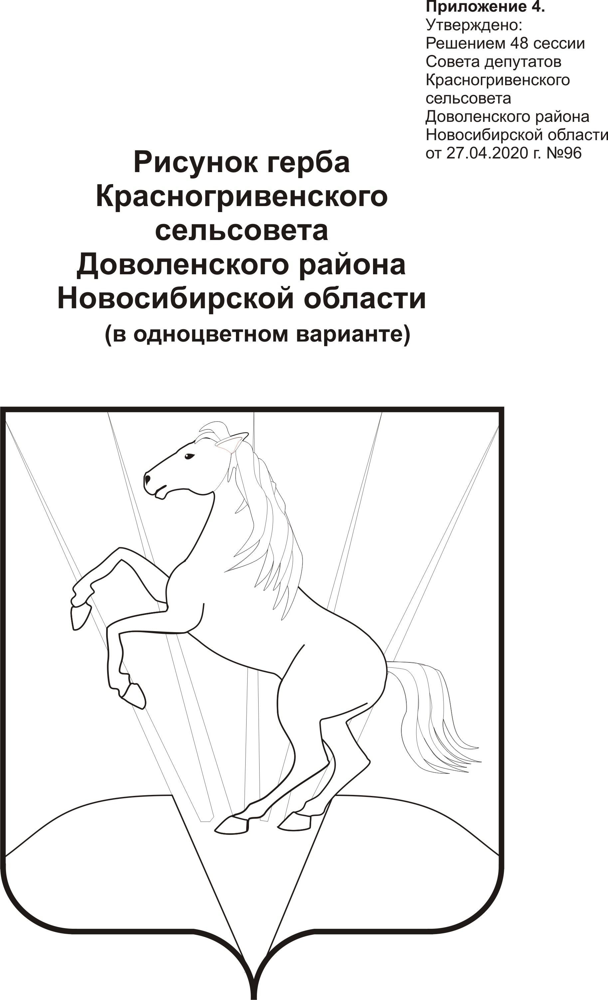 Приложение 4.
Утверждено:
Решением 48 сессии
Совета депутатов
Красногривенского
сельсовета
Доволенского района
Новосибирской области
от 27.04.2020 г. №96
Рисунок герба
Красногривенского
сельсовета
Доволенского района
Новосибирской области
(в одноцветном варианте)